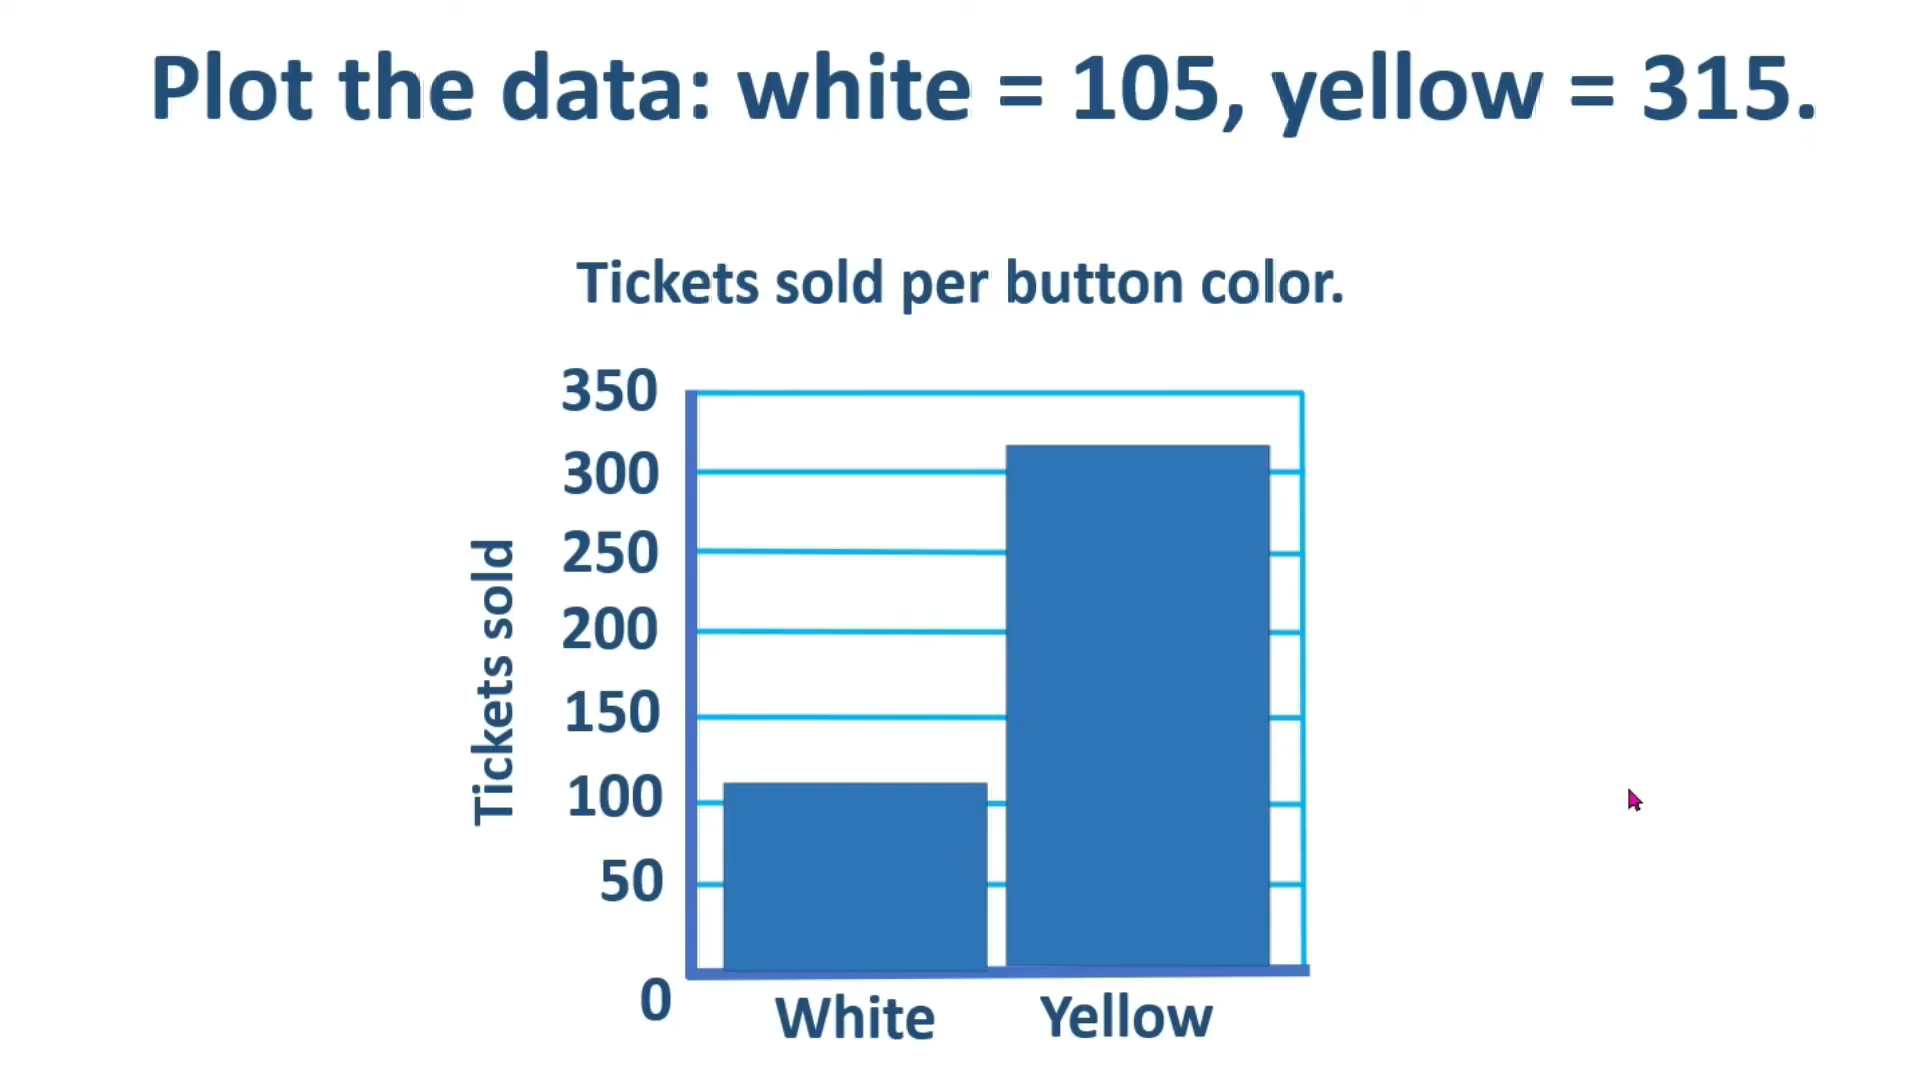 Plot the data: white = 105, yellow = 315.
Tickets sold per button color.
350
300
250
200
150
100
50
0
Tickets sold
White Yellow